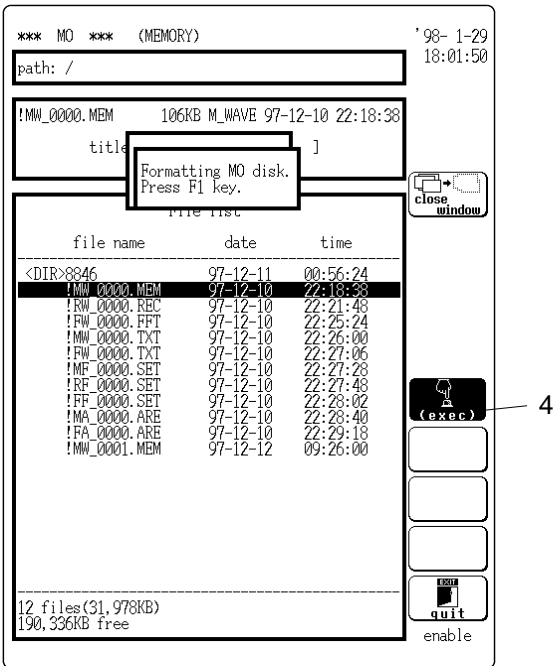 *** MO *** (MEMORY)
'98- 1-29
18:01:50
path: /
!MW_0000.MEM 106KB M_WAVE 97-12-10 22:18:38
title ]
Formatting MO disk.
Press F1 key.
File list
close
window
file name date time
<DIR>8846 97-12-11 00:56:24
!MW_0000.MEM 97-12-10 22:18:38
!RW_0000.REC 97-12-10 22:21:48
!FW_0000.FFT 97-12-10 22:25:24
!MW_0000.TXT 97-12-10 22:26:00
!FW_0000.TXT 97-12-10 22:27:06
!MF_0000.SET 97-12-10 22:27:28
!RF_0000.SET 97-12-10 22:27:48
!FF_0000.SET 97-12-10 22:28:02
!MA_0000.ARE 97-12-10 22:28:40
!FA_0000.ARE 97-12-10 22:29:18
!MW_0001.MEM 97-12-12 09:26:00
(exec)
4
12 files(31,978KB)
190,336KB free
EXIT
quit
enable